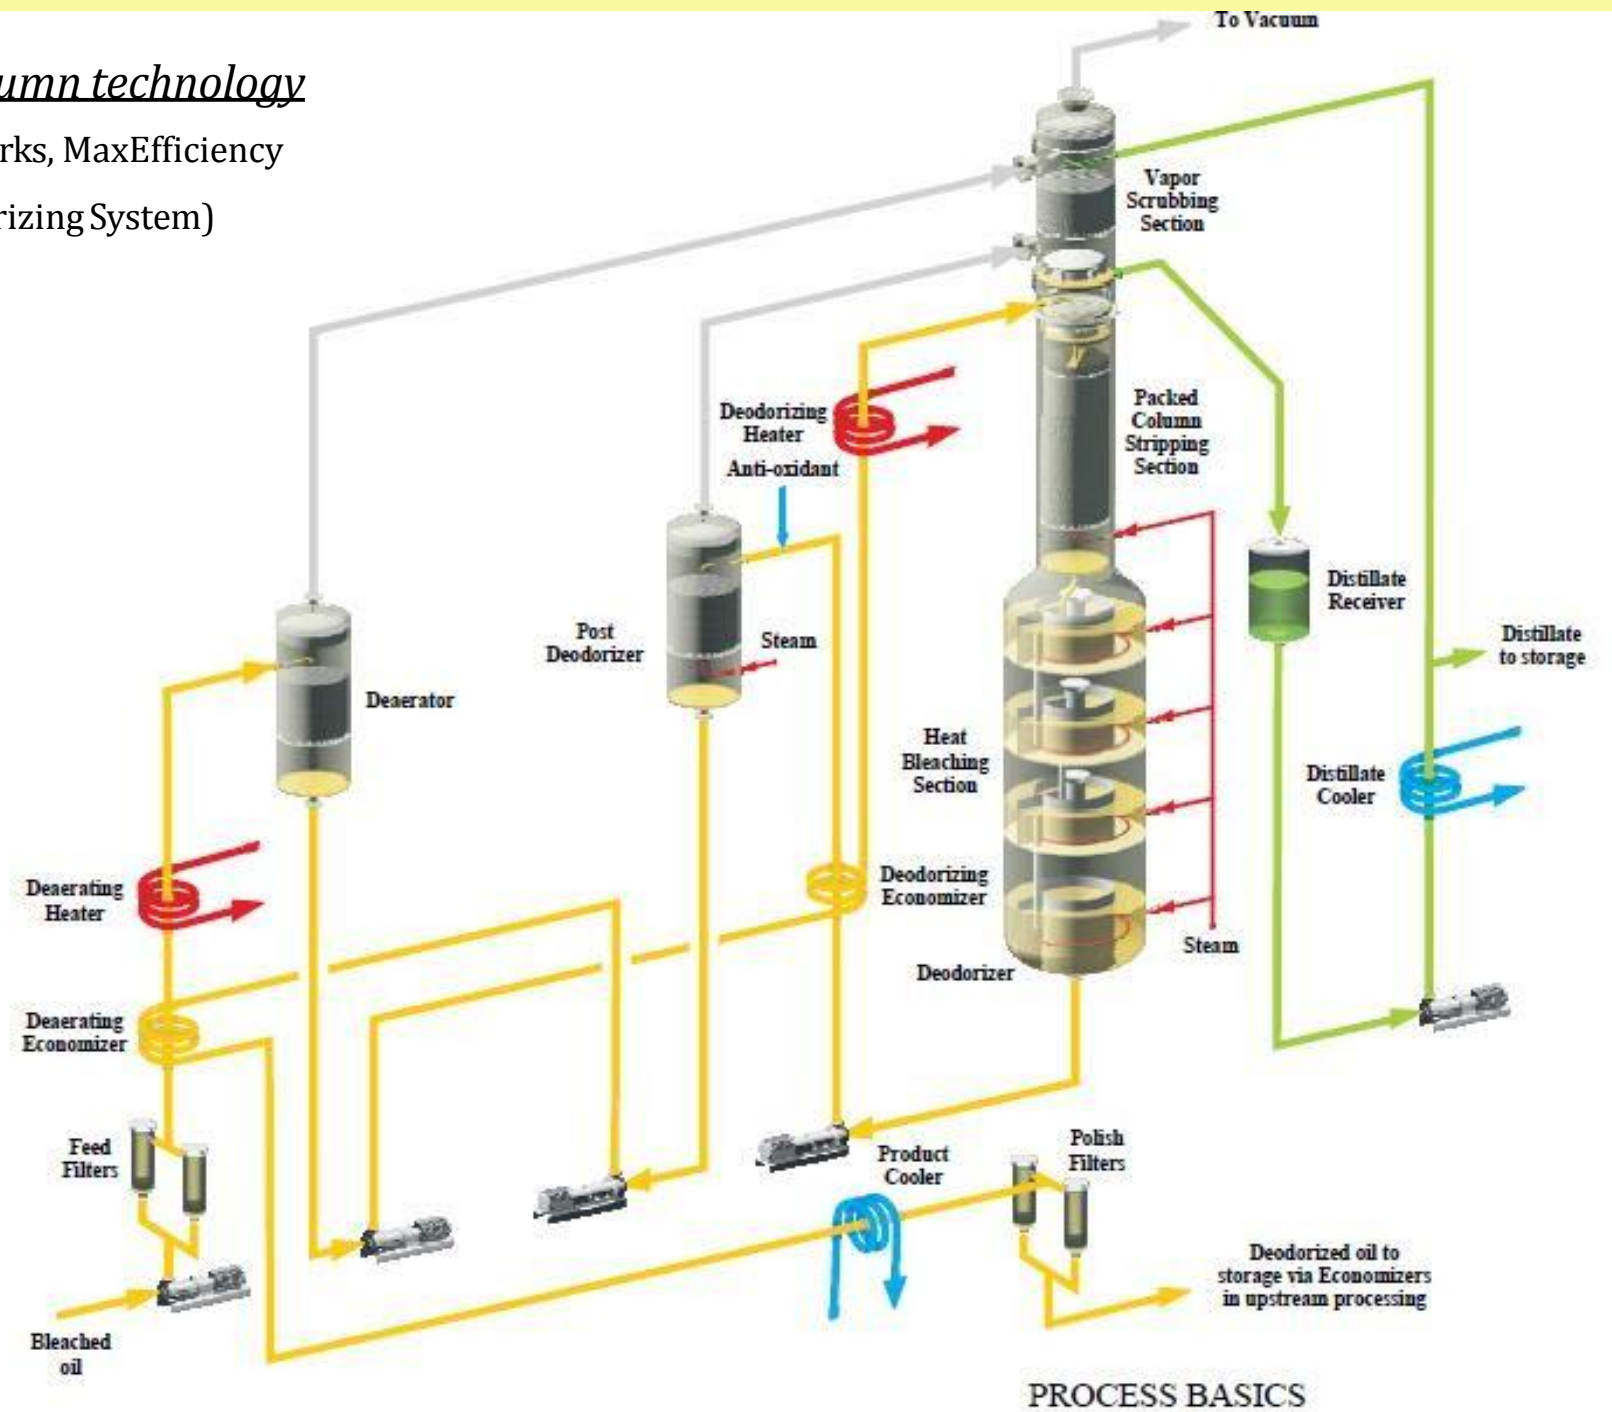 To Vacuum
umn technology
rks, MaxEfficiency
rizing System)
Vapor
Scrubbing
Section
Deodorizing
Heater
Anti-oxidant
Packed
Column
Stripping
Section
Distillate
Receiver
Post
Deodorizer
Steam
Distillate
to storage
Deaerator
Heat
Bleaching
Section
Distillate
Cooler
Deaerating
Heater
Deodorizing
Economizer
Steam
Deodorizer
Deaerating
Economizer
Feed
Filters
Product
Cooler
Polish
Filters
Deodorized oil to
storage via Economizers
in upstream processing
Bleached
oil
PROCESS BASICS